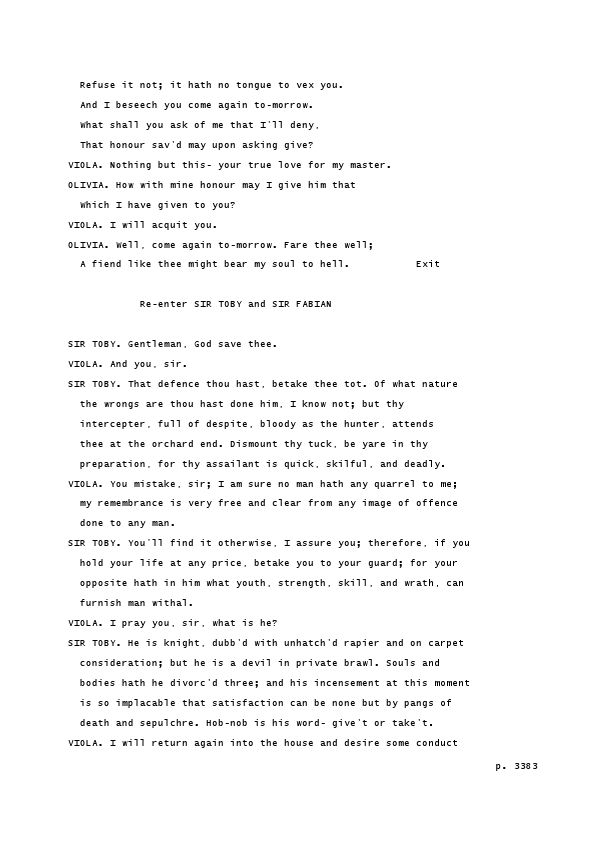 Refuse it not; it hath no tongue to vex you.
And I beseech you come again to-morrow.
What shall you ask of me that I'll deny,
That honour sav'd may upon asking give?
VIOLA. Nothing but this- your true love for my master.
OLIVIA. How with mine honour may I give him that
Which I have given to you?
VIOLA. I will acquit you.
OLIVIA. Well, come again to-morrow. Fare thee well;
A fiend like thee might bear my soul to hell. Exit
Re-enter SIR TOBY and SIR FABIAN
SIR TOBY. Gentleman, God save thee.
VIOLA. And you, sir.
SIR TOBY. That defence thou hast, betake thee tot. Of what nature
the wrongs are thou hast done him, I know not; but thy
intercepter, full of despite, bloody as the hunter, attends
thee at the orchard end. Dismount thy tuck, be yare in thy
preparation, for thy assailant is quick, skilful, and deadly.
VIOLA. You mistake, sir; I am sure no man hath any quarrel to me;
my remembrance is very free and clear from any image of offence
done to any man.
SIR TOBY. You'll find it otherwise, I assure you; therefore, if you
hold your life at any price, betake you to your guard; for your
opposite hath in him what youth, strength, skill, and wrath, can
furnish man withal.
VIOLA. I pray you, sir, what is he?
SIR TOBY. He is knight, dubb'd with unhatch'd rapier and on carpet
consideration; but he is a devil in private brawl. Souls and
bodies hath he divorc'd three; and his incensement at this moment
is so implacable that satisfaction can be none but by pangs of
death and sepulchre. Hob-nob is his word- give't or take't.
VIOLA. I will return again into the house and desire some conduct
p. 3383